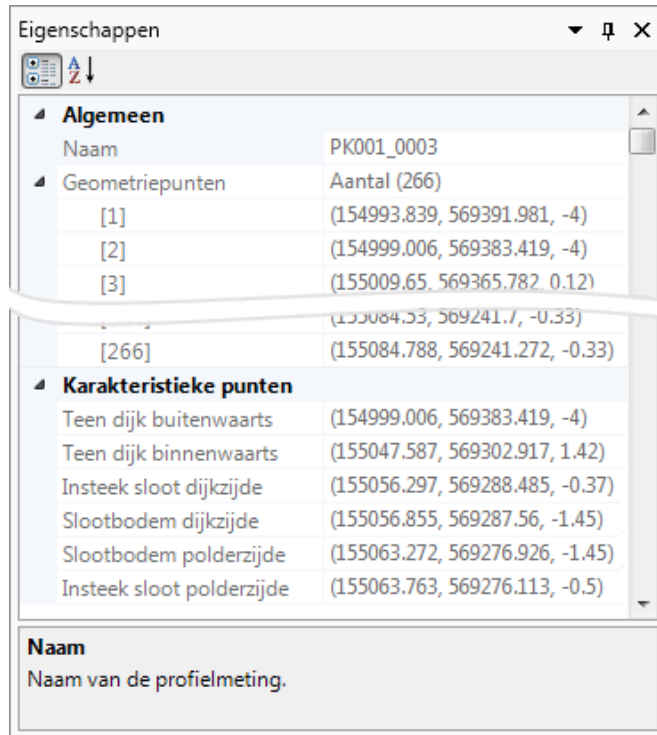 Eigenschappen
Algemeen
Naam PK001_0003
Geometriepunten Aantal (266)
[1] (154993.839, 569391.981, -4)
[2] (154999.006, 569383.419, -4)
[3] (155009.65, 569365.782, 0.12)
(155084.53, 569241.7, -0.33)
[266] (155084.788, 569241.272, -0.33)
Karakteristieke punten
Teen dijk buitenwaarts (154999.006, 569383.419, -4)
Teen dijk binnenwaarts (155047.587, 569302.917, 1.42)
Insteek sloot dijkzijde (155056.297, 569288.485, -0.37)
Slootbodem dijkzijde (155056.855, 569287.56, -1.45)
Slootbodem polderzijde (155063.272, 569276.926, -1.45)
Insteek sloot polderzijde (155063.763, 569276.113, -0.5)
Naam
Naam van de profielmeting.